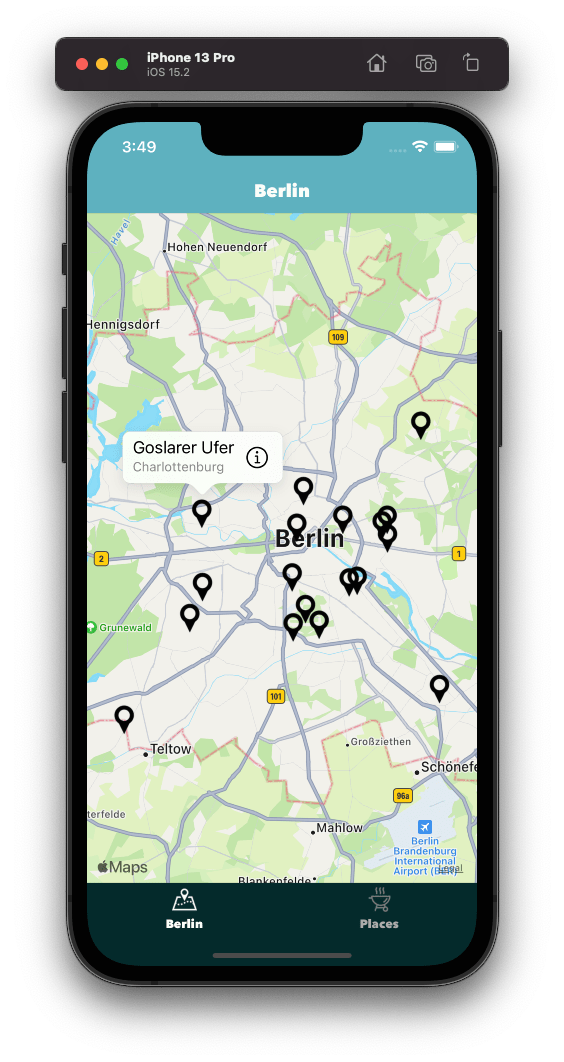 iPhone 13 Pro
iOS 15.2
3:49
Berlin
Havel
Hohen Neuendorf
Hennigsdorf
109
Goslarer Ufer
Charlottenburg
Berlin
2
1
Grunewald
101
Teltow
Großziethen
Schönefe
96a
terfelde
Mahlow
Berlin
Brandenburg
International
Airport (BER)
Maps
Legal
Blankenfelde
Berlin
Places